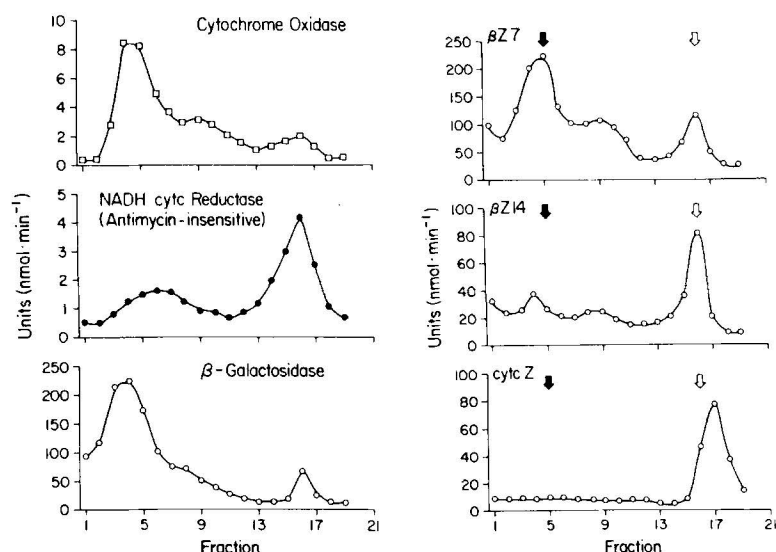 Cytochrome Oxidase
10
8
6
4
2
0
NADH cytc Reductase
(Antimycin-insensitive)
5
4
3
2
1
0
Units (nmol·min⁻¹)
β-Galactosidase
250
200
150
100
50
0
1 5 9 13 17 21
Fraction
βZ7
250
200
150
100
50
0
βZ14
100
80
60
40
20
0
Units (nmol·min⁻¹)
cytc Z
100
80
60
40
20
0
1 5 9 13 17 21
Fraction